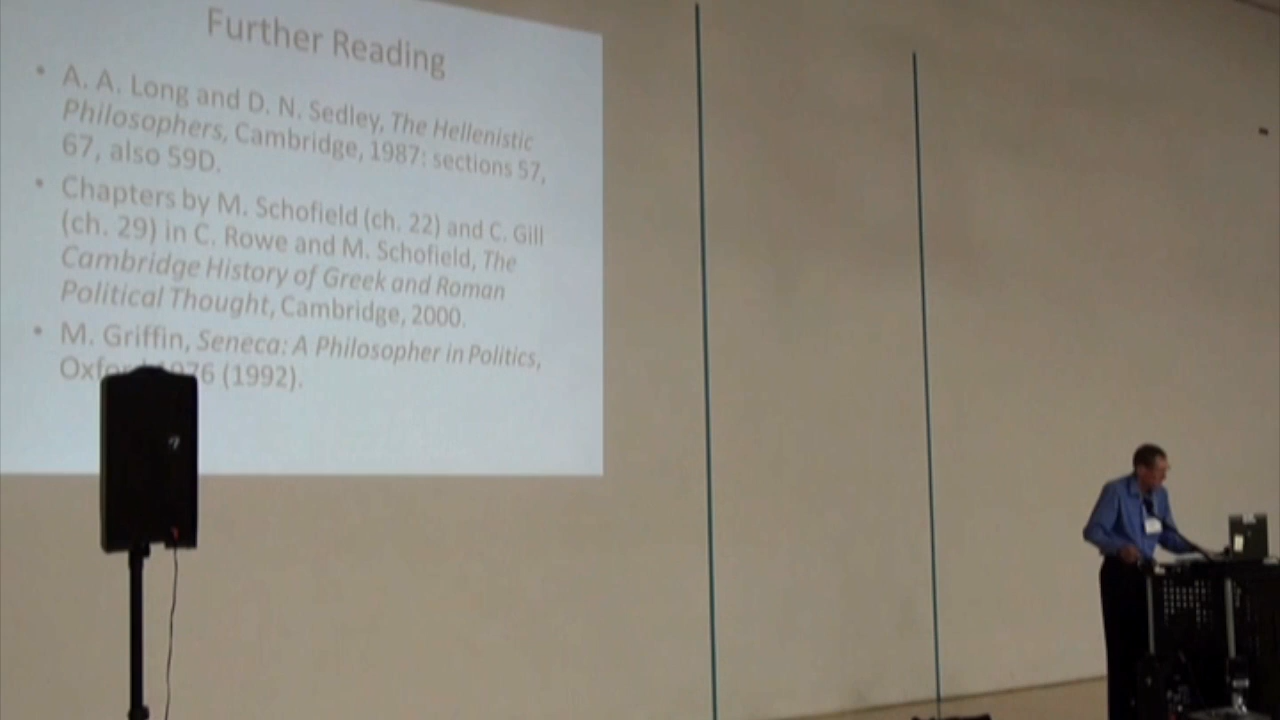 Further Reading
• A. A. Long and D. N. Sedley, The Hellenistic
Philosophers, Cambridge, 1987: sections 57,
67, also 59D.
• Chapters by M. Schofield (ch. 22) and C. Gill
(ch. 29) in C. Rowe and M. Schofield, The
Cambridge History of Greek and Roman
Political Thought, Cambridge, 2000.
• M. Griffin, Seneca: A Philosopher in Politics,
(1992).